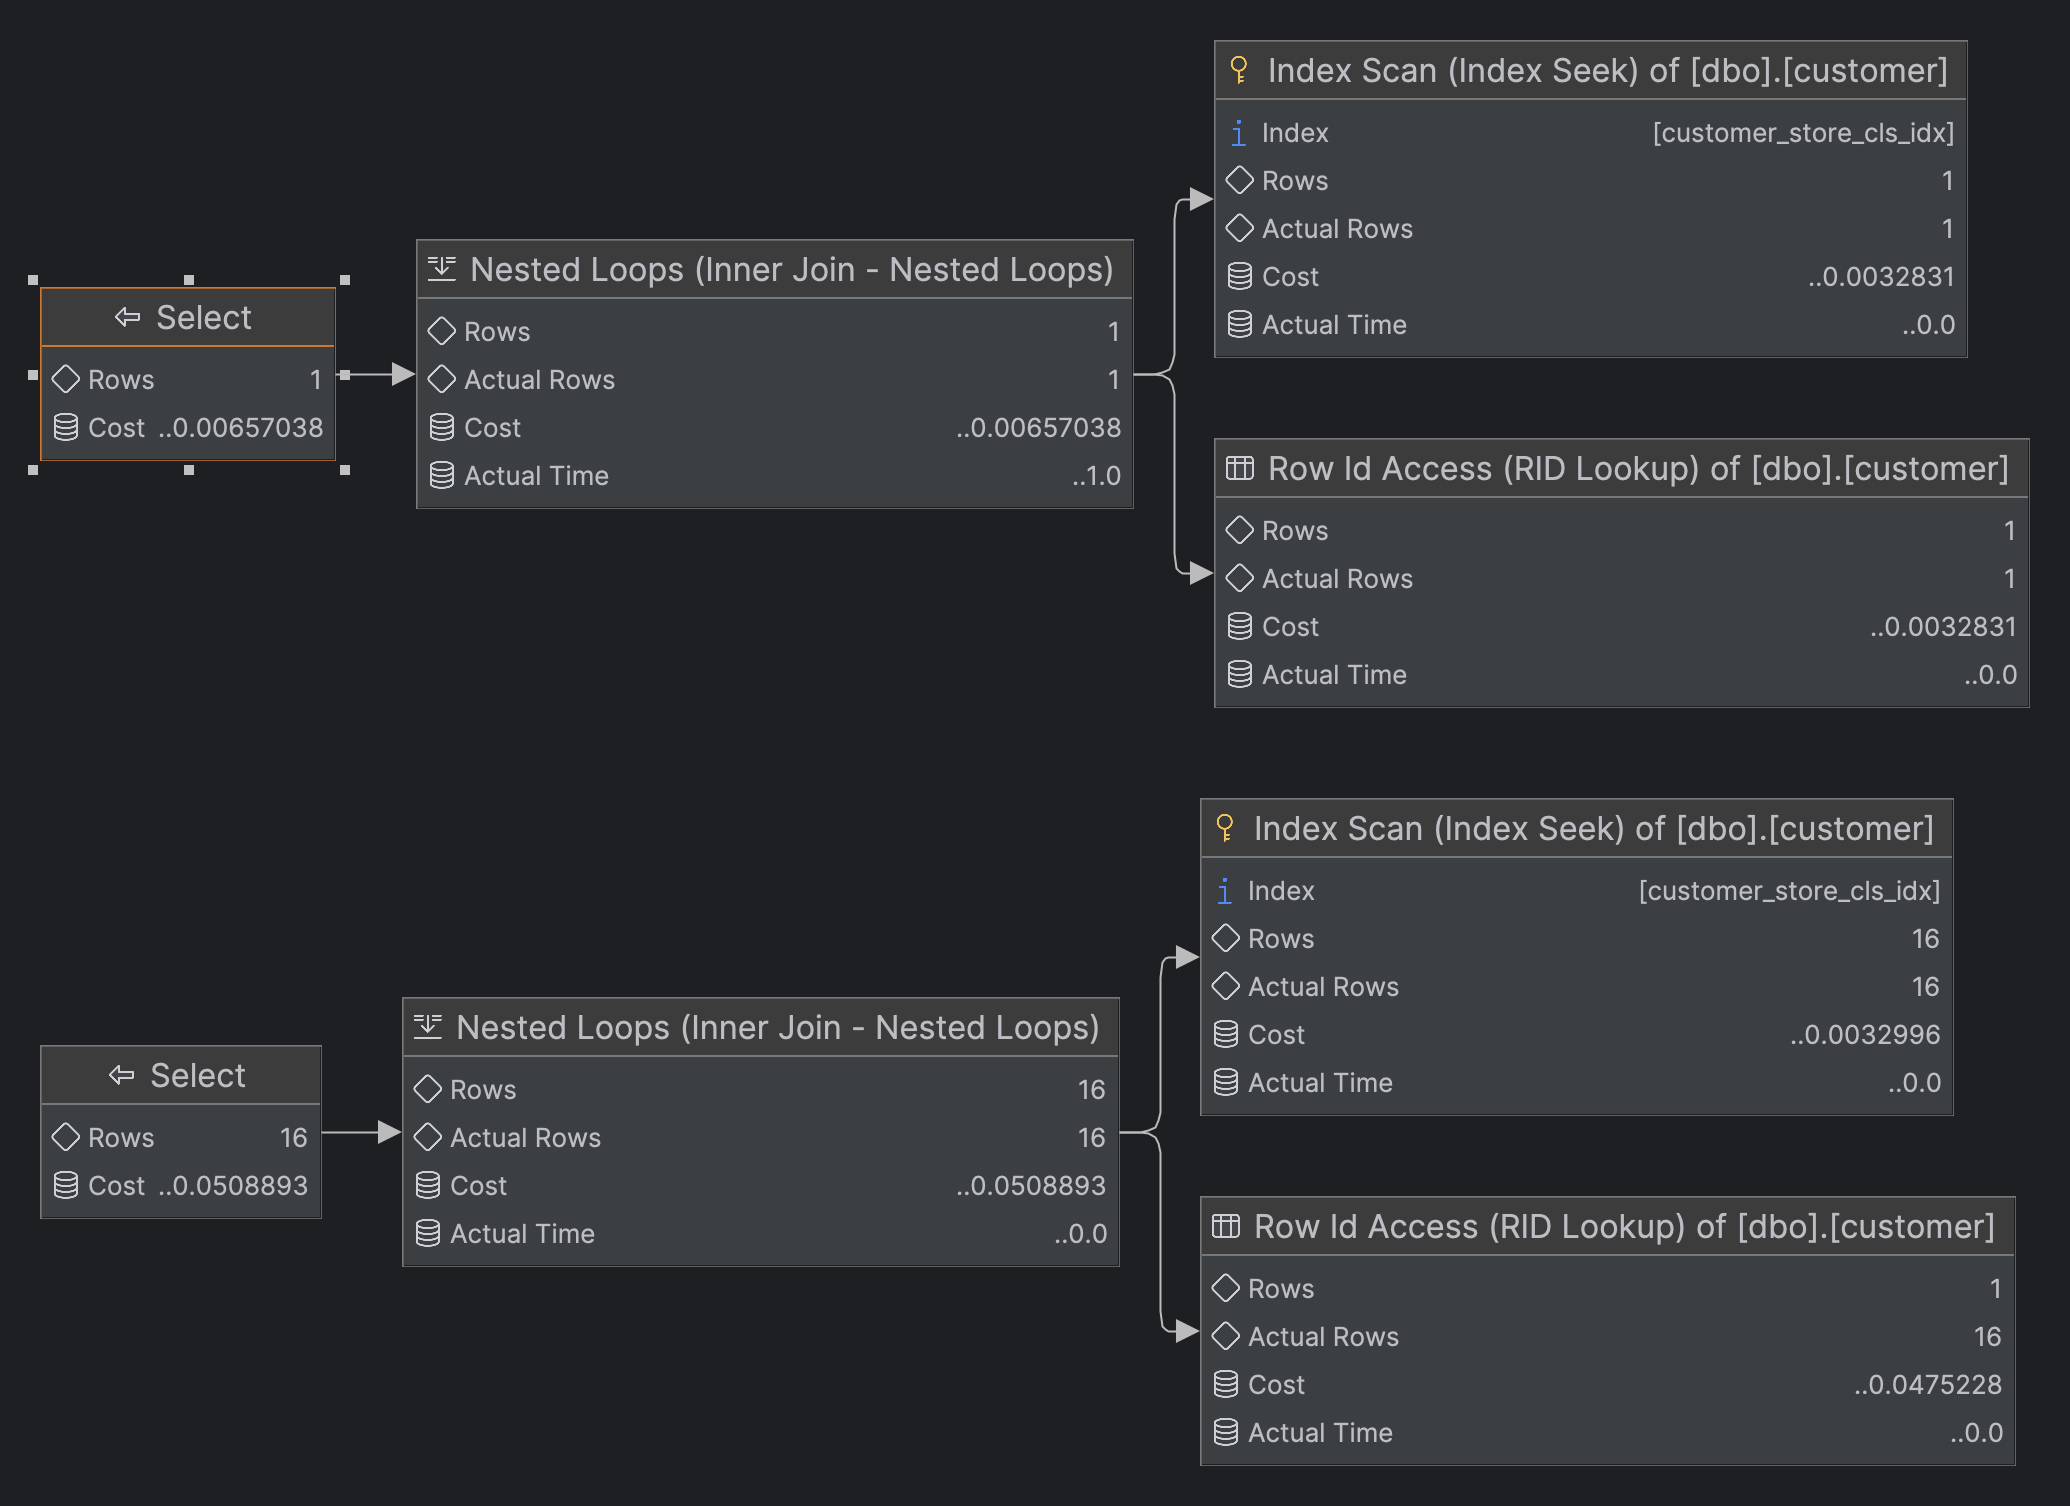 Index Scan (Index Seek) of [dbo].[customer]
Index [customer_store_cls_idx]
Rows 1
Actual Rows 1
Cost ..0.0032831
Actual Time ..0.0
Nested Loops (Inner Join - Nested Loops)
Rows 1
Actual Rows 1
Cost ..0.00657038
Actual Time ..1.0
Select
Rows 1
Cost ..0.00657038
Row Id Access (RID Lookup) of [dbo].[customer]
Rows 1
Actual Rows 1
Cost ..0.0032831
Actual Time ..0.0
Index Scan (Index Seek) of [dbo].[customer]
Index [customer_store_cls_idx]
Rows 16
Actual Rows 16
Cost ..0.0032996
Actual Time ..0.0
Nested Loops (Inner Join - Nested Loops)
Rows 16
Actual Rows 16
Cost ..0.0508893
Actual Time ..0.0
Select
Rows 16
Cost ..0.0508893
Row Id Access (RID Lookup) of [dbo].[customer]
Rows 1
Actual Rows 16
Cost ..0.0475228
Actual Time ..0.0